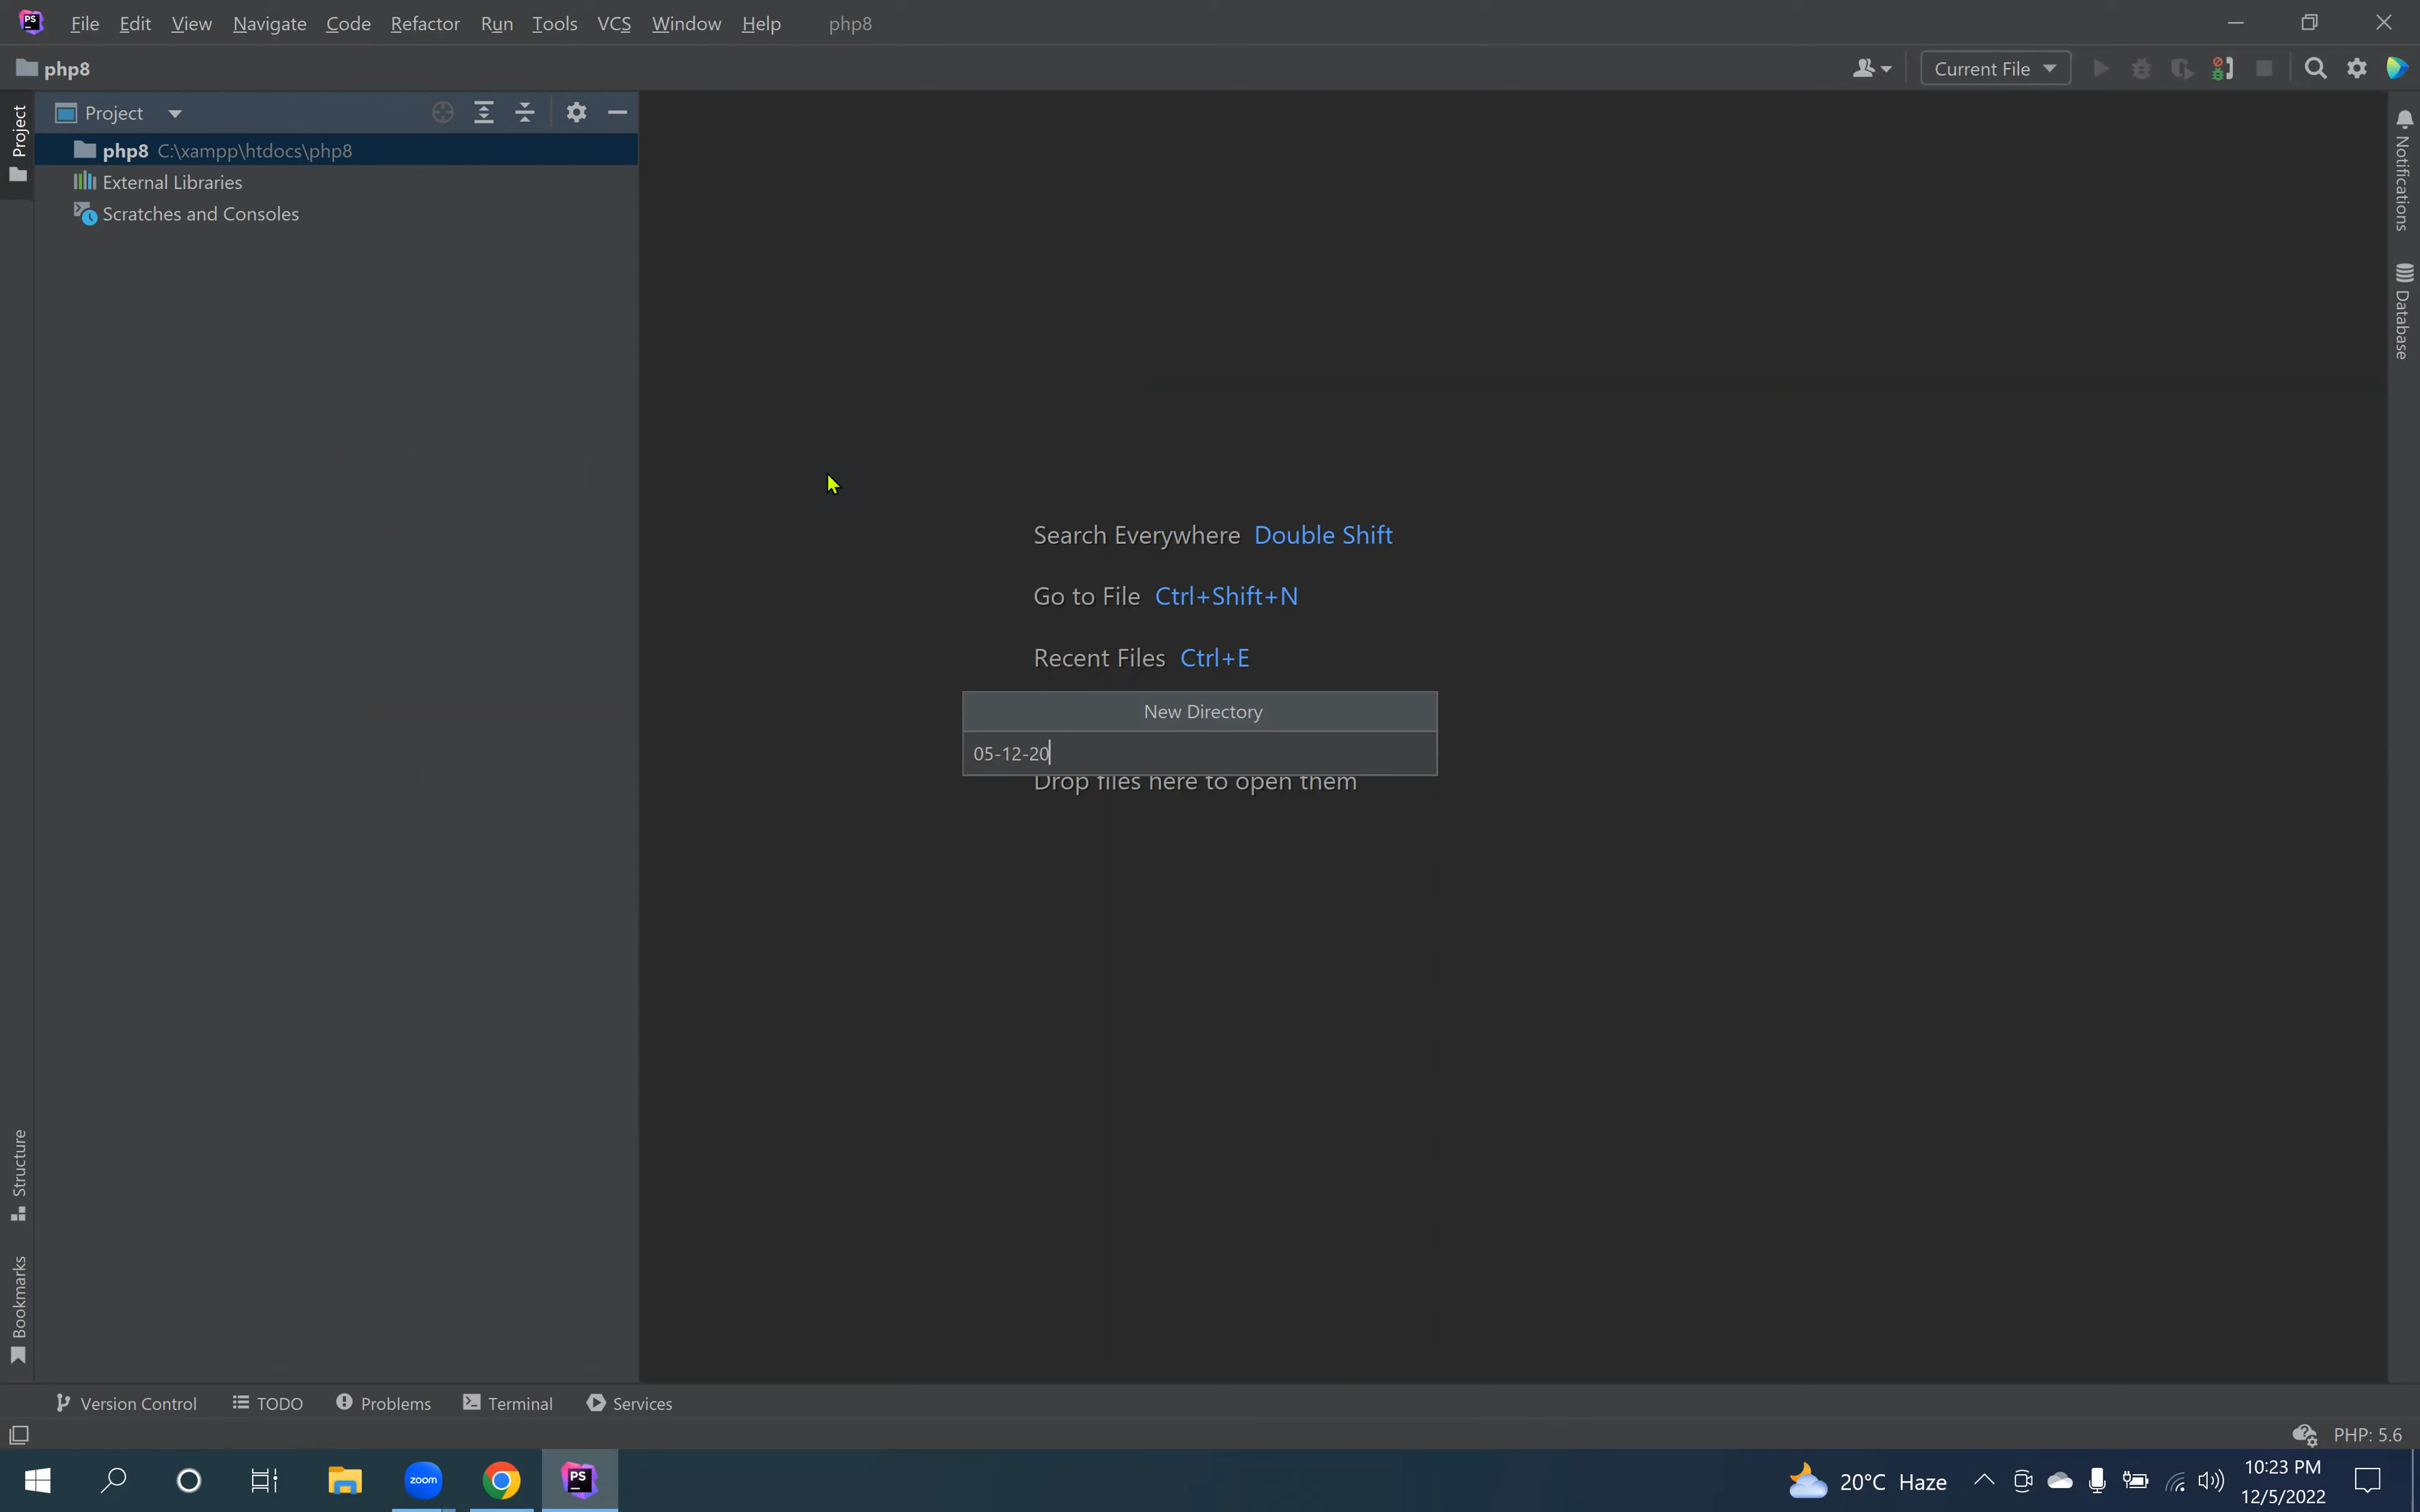 PS File Edit View Navigate Code Refactor Run Tools VCS Window Help php8
php8 Current File
Project
Project
php8 C:\xampp\htdocs\php8
External Libraries
Scratches and Consoles
Notifications
Database
Search Everywhere Double Shift
Go to File Ctrl+Shift+N
Recent Files Ctrl+E
New Directory
05-12-20
Drop files here to open them
Structure
Bookmarks
Version Control TODO Problems Terminal Services
PHP: 5.6
zoom PS 20°C Haze 10:23 PM
12/5/2022